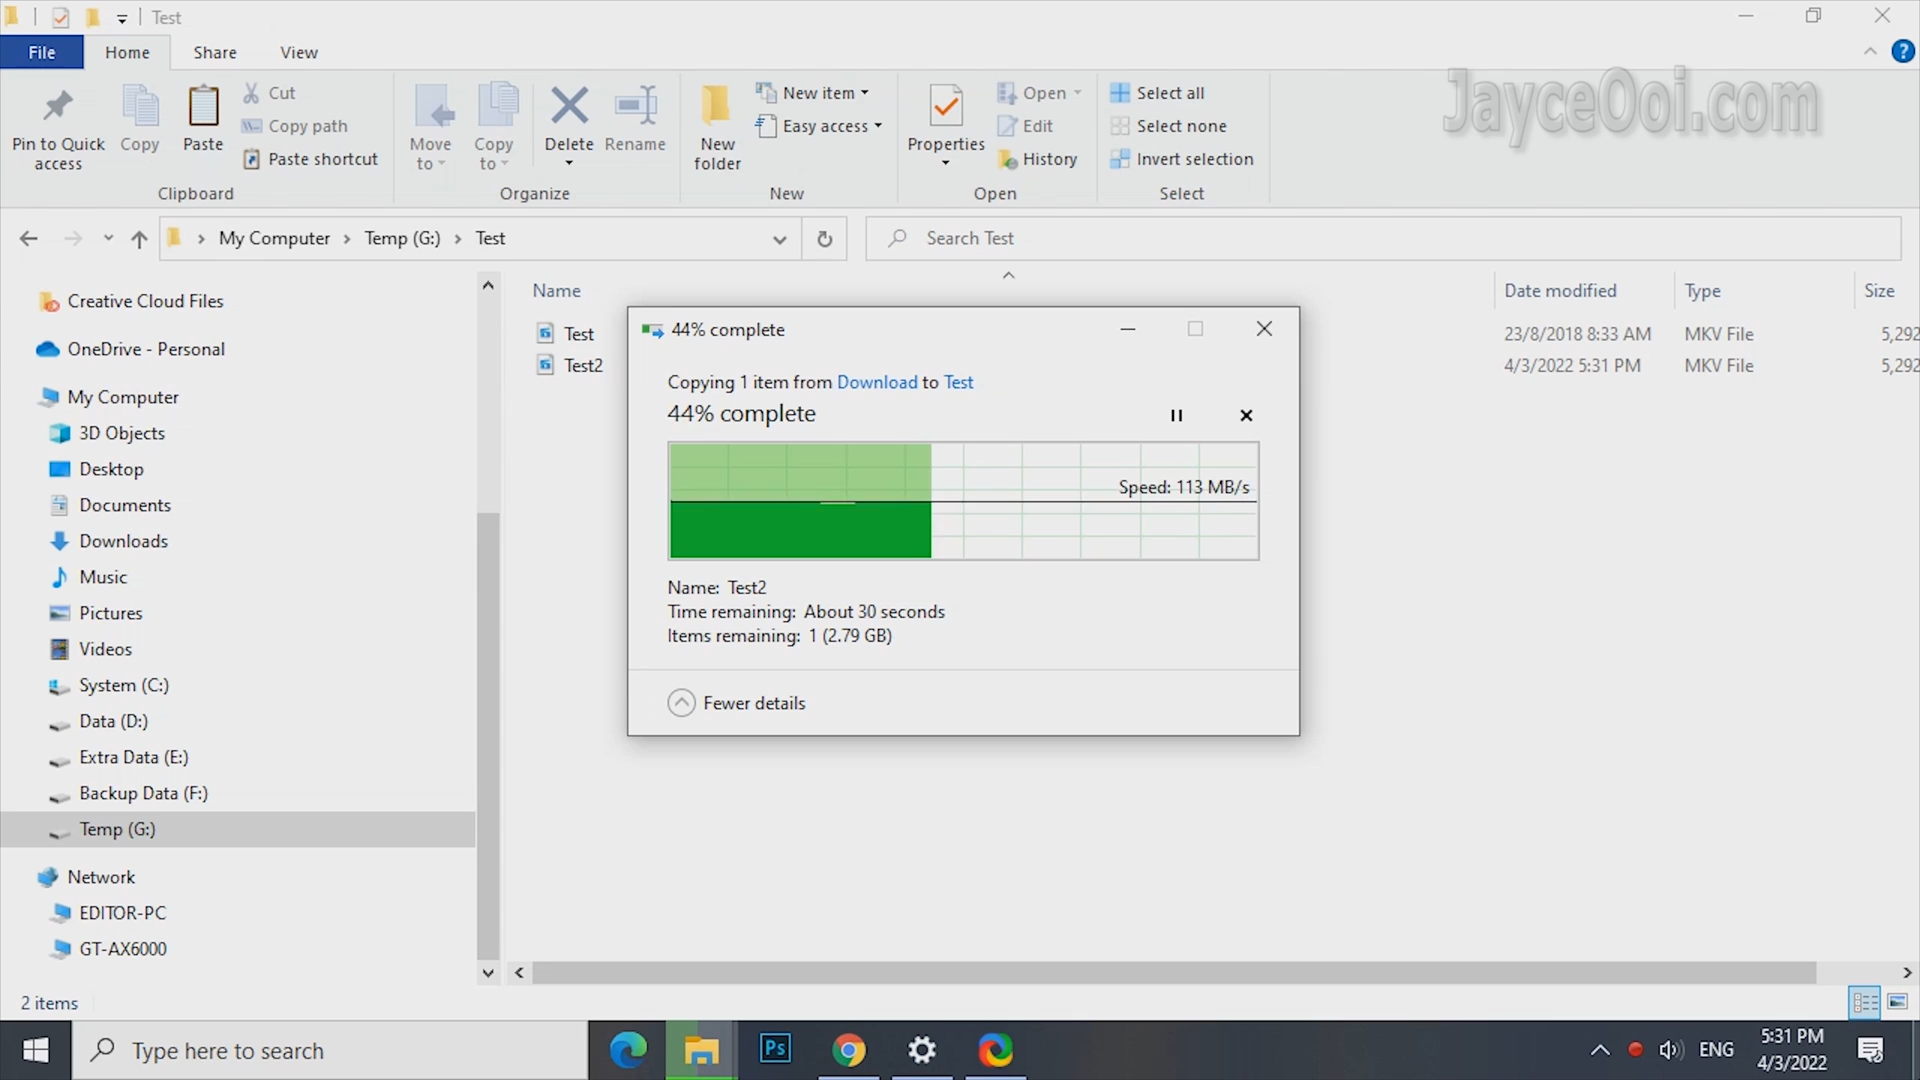 Test
File Home Share View
JayceOoi.com
Pin to Quick access
Copy
Paste
Cut
Copy path
Paste shortcut
Clipboard
Move to
Copy to
Delete
Rename
Organize
New folder
New item
Easy access
New
Properties
Open
Edit
History
Open
Select all
Select none
Invert selection
Select
My Computer > Temp (G:) > Test
Search Test
Creative Cloud Files
OneDrive - Personal
My Computer
3D Objects
Desktop
Documents
Downloads
Music
Pictures
Videos
System (C:)
Data (D:)
Extra Data (E:)
Backup Data (F:)
Temp (G:)
Network
EDITOR-PC
GT-AX6000
Name Date modified Type Size
Test 23/8/2018 8:33 AM MKV File 5,292
Test2 4/3/2022 5:31 PM MKV File 5,292
44% complete
Copying 1 item from Download to Test
44% complete
Speed: 113 MB/s
Name: Test2
Time remaining: About 30 seconds
Items remaining: 1 (2.79 GB)
Fewer details
2 items
Type here to search
Ps
ENG
5:31 PM
4/3/2022